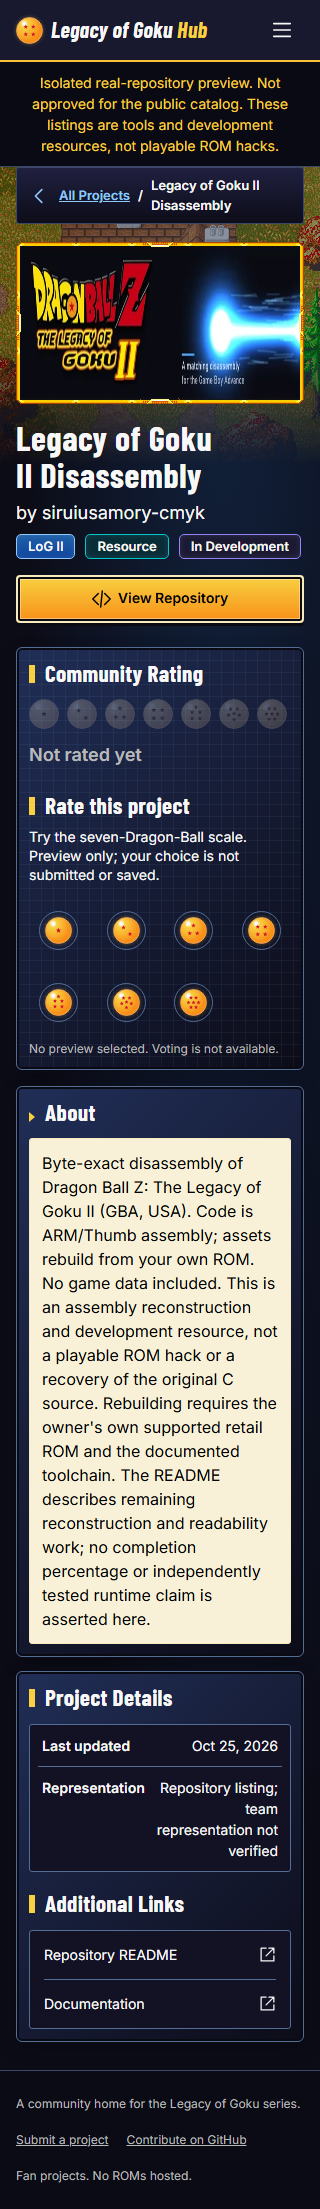 Legacy of Goku Hub
Isolated real-repository preview. Not
approved for the public catalog. These
listings are tools and development
resources, not playable ROM hacks.
All Projects / Legacy of Goku II
Disassembly
DRAGON BALL Z
THE LEGACY OF
GOKU II
A matching disassembly
for the Game Boy Advance
Legacy of Goku
II Disassembly
by siruiusamory-cmyk
LoG II Resource In Development
View Repository
Community Rating
Not rated yet
Rate this project
Try the seven-Dragon-Ball scale.
Preview only; your choice is not
submitted or saved.
No preview selected. Voting is not available.
About
Byte-exact disassembly of
Dragon Ball Z: The Legacy of
Goku II (GBA, USA). Code is
ARM/Thumb assembly; assets
rebuild from your own ROM.
No game data included. This is
an assembly reconstruction
and development resource, not
a playable ROM hack or a
recovery of the original C
source. Rebuilding requires the
owner's own supported retail
ROM and the documented
toolchain. The README
describes remaining
reconstruction and readability
work; no completion
percentage or independently
tested runtime claim is
asserted here.
Project Details
Last updated Oct 25, 2026
Representation Repository listing;
team
representation not
verified
Additional Links
Repository README
Documentation
A community home for the Legacy of Goku series.
Submit a project Contribute on GitHub
Fan projects. No ROMs hosted.